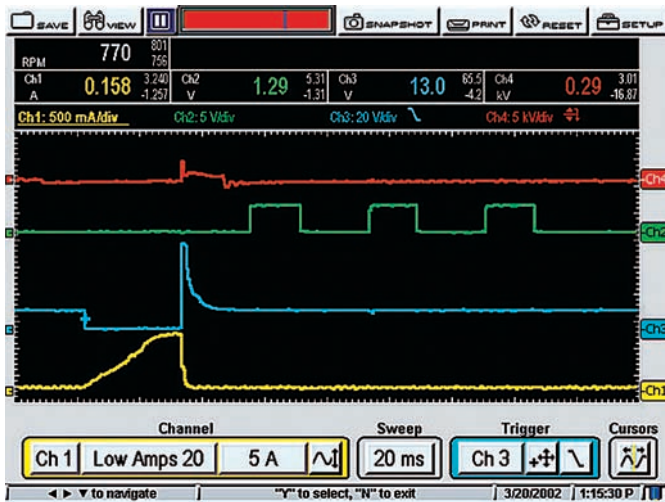 SAVE VIEW SNAPSHOT PRINT RESET SETUP
RPM 770 801 756
Ch1 A 0.158 3.240 -1.257 Ch2 V 1.29 5.31 -1.31 Ch3 V 13.0 65.5 -4.2 Ch4 kV 0.29 3.01 -16.87
Ch1: 500 mA/div Ch2: 5 V/div Ch3: 20 V/div Ch4: 5 kV/div
Ch4
Ch2
Ch3
Ch1
Channel Sweep Trigger Cursors
Ch 1 Low Amps 20 5 A 20 ms Ch 3
to navigate "Y" to select, "N" to exit 3/20/2002 1:15:30 P